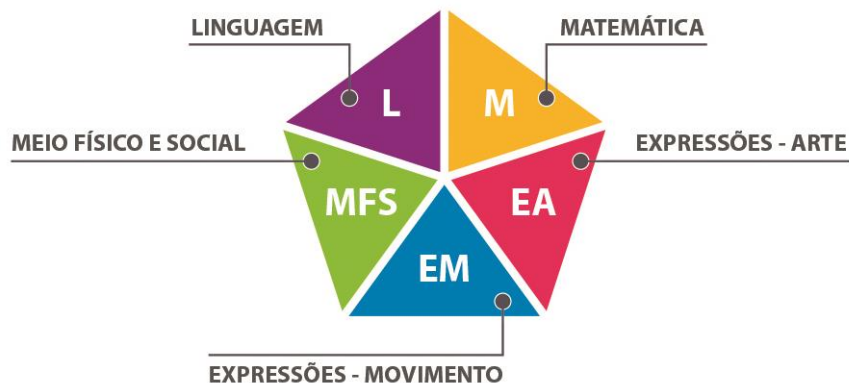 LINGUAGEM
MATEMÁTICA
L
M
MEIO FÍSICO E SOCIAL
EXPRESSÕES - ARTE
MFS
EA
EM
EXPRESSÕES - MOVIMENTO